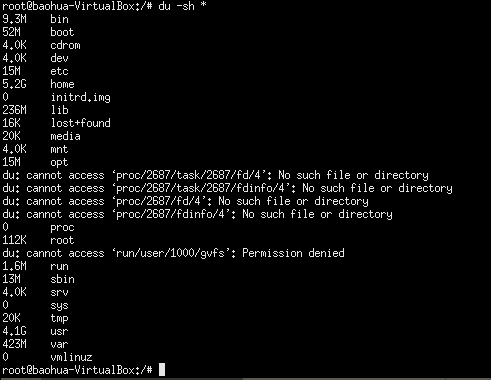 root@baohua-VirtualBox:/# du -sh *
9.3M    bin
52M     boot
4.0K    cdrom
4.0K    dev
15M     etc
5.2G    home
0       initrd.img
236M    lib
16K     lost+found
20K     media
4.0K    mnt
15M     opt
du: cannot access ‘proc/2687/task/2687/fd/4’: No such file or directory
du: cannot access ‘proc/2687/task/2687/fdinfo/4’: No such file or directory
du: cannot access ‘proc/2687/fd/4’: No such file or directory
du: cannot access ‘proc/2687/fdinfo/4’: No such file or directory
0       proc
112K    root
du: cannot access ‘run/user/1000/gvfs’: Permission denied
1.6M    run
13M     sbin
4.0K    srv
0       sys
20K     tmp
4.1G    usr
423M    var
0       vmlinuz
root@baohua-VirtualBox:/#